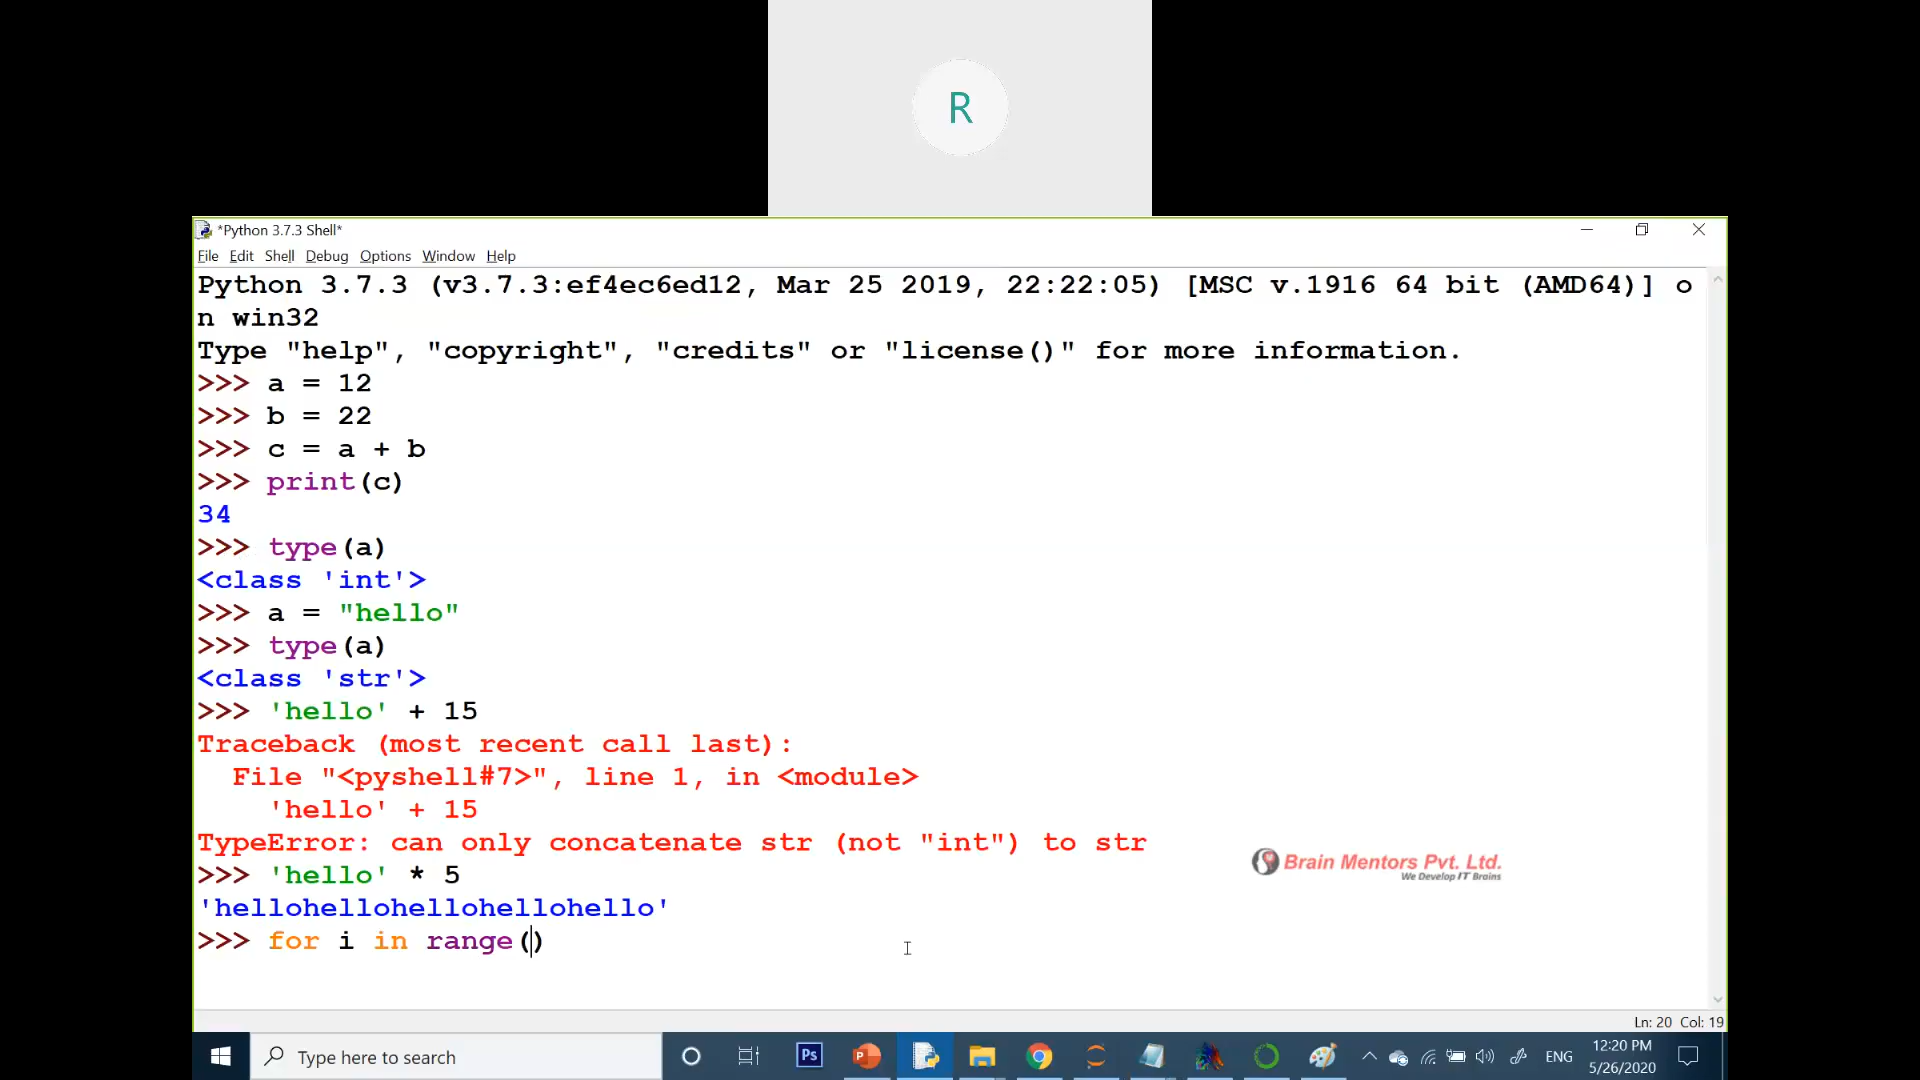 R
*Python 3.7.3 Shell*
File Edit Shell Debug Options Window Help
Python 3.7.3 (v3.7.3:ef4ec6ed12, Mar 25 2019, 22:22:05) [MSC v.1916 64 bit (AMD64)] o
n win32
Type "help", "copyright", "credits" or "license()" for more information.
>>> a = 12
>>> b = 22
>>> c = a + b
>>> print(c)
34
>>> type(a)
<class 'int'>
>>> a = "hello"
>>> type(a)
<class 'str'>
>>> 'hello' + 15
Traceback (most recent call last):
  File "<pyshell#7>", line 1, in <module>
    'hello' + 15
TypeError: can only concatenate str (not "int") to str
>>> 'hello' * 5
'hellohellohellohellohello'
>>> for i in range()
Brain Mentors Pvt. Ltd.
We Develop IT Brains
Ln: 20 Col: 19
Type here to search
Ps
P
ENG
12:20 PM
5/26/2020